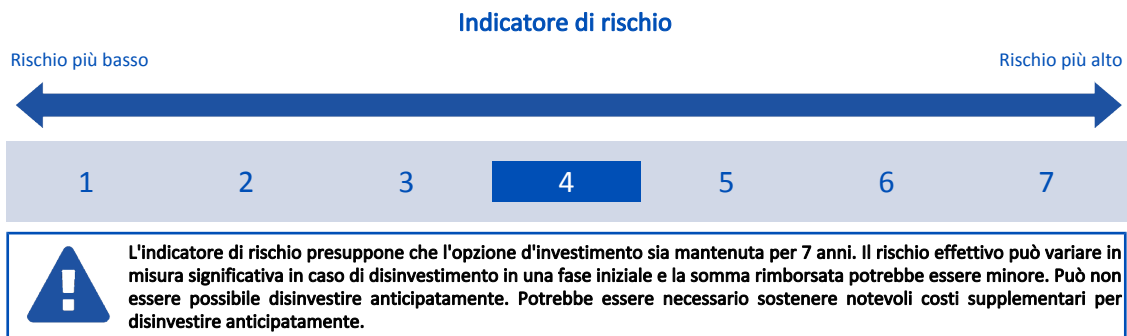 Indicatore di rischio
Rischio più basso
Rischio più alto
1 2 3 4 5 6 7
L'indicatore di rischio presuppone che l'opzione d'investimento sia mantenuta per 7 anni. Il rischio effettivo può variare in
misura significativa in caso di disinvestimento in una fase iniziale e la somma rimborsata potrebbe essere minore. Può non
essere possibile disinvestire anticipatamente. Potrebbe essere necessario sostenere notevoli costi supplementari per
disinvestire anticipatamente.